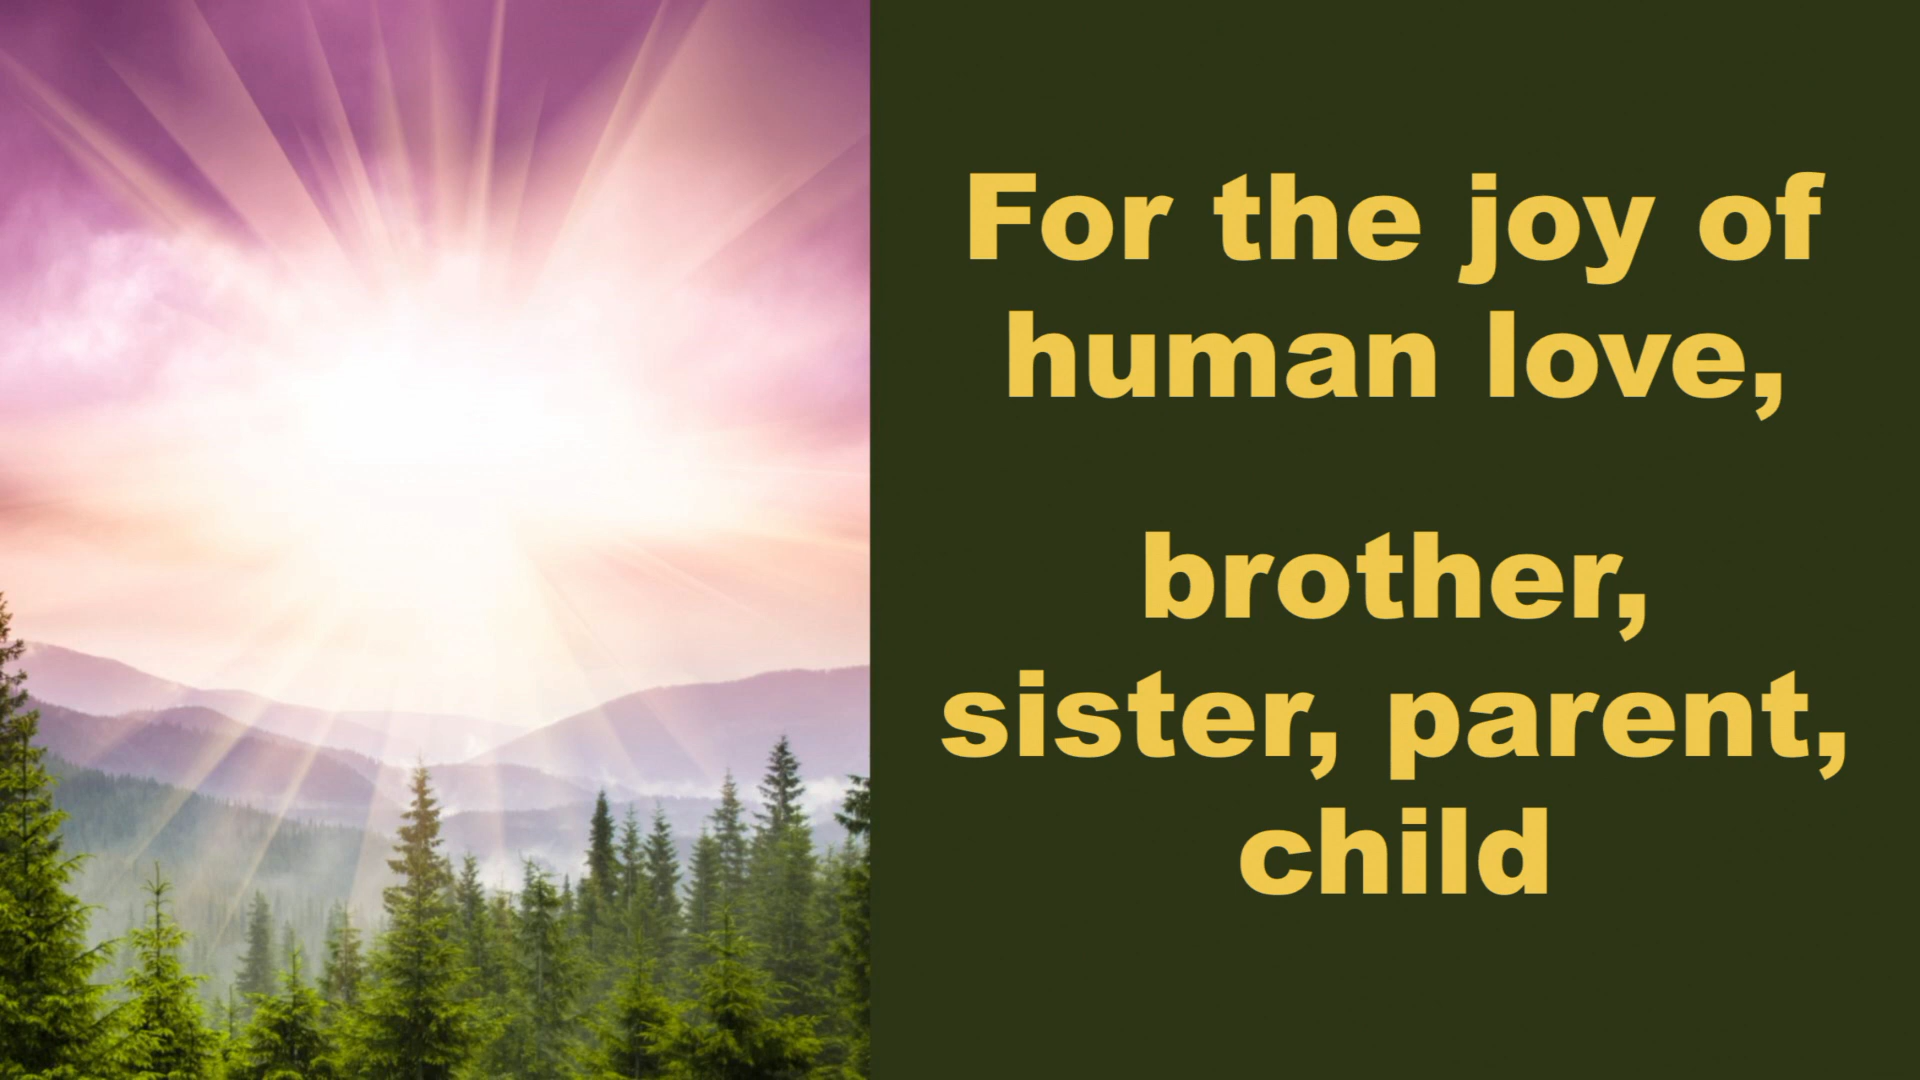 For the joy of
human love,
brother,
sister, parent,
child